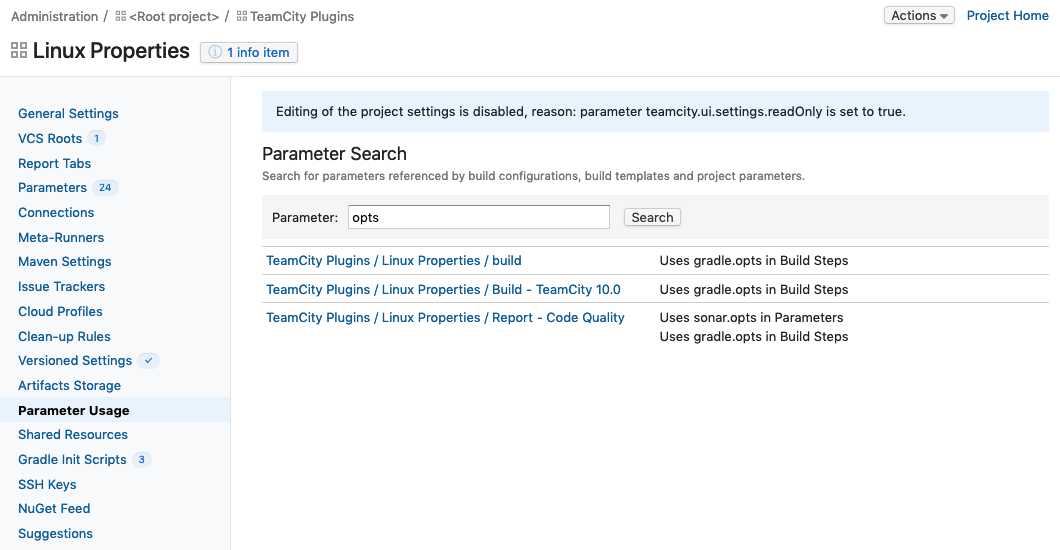 Administration / <Root project> / TeamCity Plugins
Actions
Project Home
Linux Properties
1 info item
General Settings
VCS Roots 1
Report Tabs
Parameters 24
Connections
Meta-Runners
Maven Settings
Issue Trackers
Cloud Profiles
Clean-up Rules
Versioned Settings
Artifacts Storage
Parameter Usage
Shared Resources
Gradle Init Scripts 3
SSH Keys
NuGet Feed
Suggestions
Editing of the project settings is disabled, reason: parameter teamcity.ui.settings.readOnly is set to true.
Parameter Search
Search for parameters referenced by build configurations, build templates and project parameters.
Parameter: opts Search
TeamCity Plugins / Linux Properties / build Uses gradle.opts in Build Steps
TeamCity Plugins / Linux Properties / Build - TeamCity 10.0 Uses gradle.opts in Build Steps
TeamCity Plugins / Linux Properties / Report - Code Quality Uses sonar.opts in Parameters
Uses gradle.opts in Build Steps